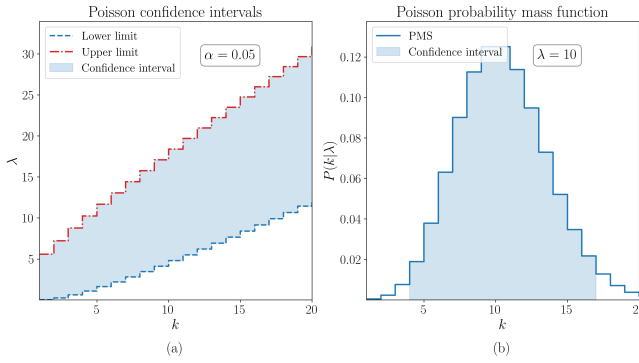 Poisson confidence intervals
Lower limit
Upper limit
Confidence interval
α = 0.05
λ
30
25
20
15
10
5
5
10
15
20
k
(a)
Poisson probability mass function
PMS
Confidence interval
λ = 10
P(k|λ)
0.12
0.10
0.08
0.06
0.04
0.02
5
10
15
k
(b)